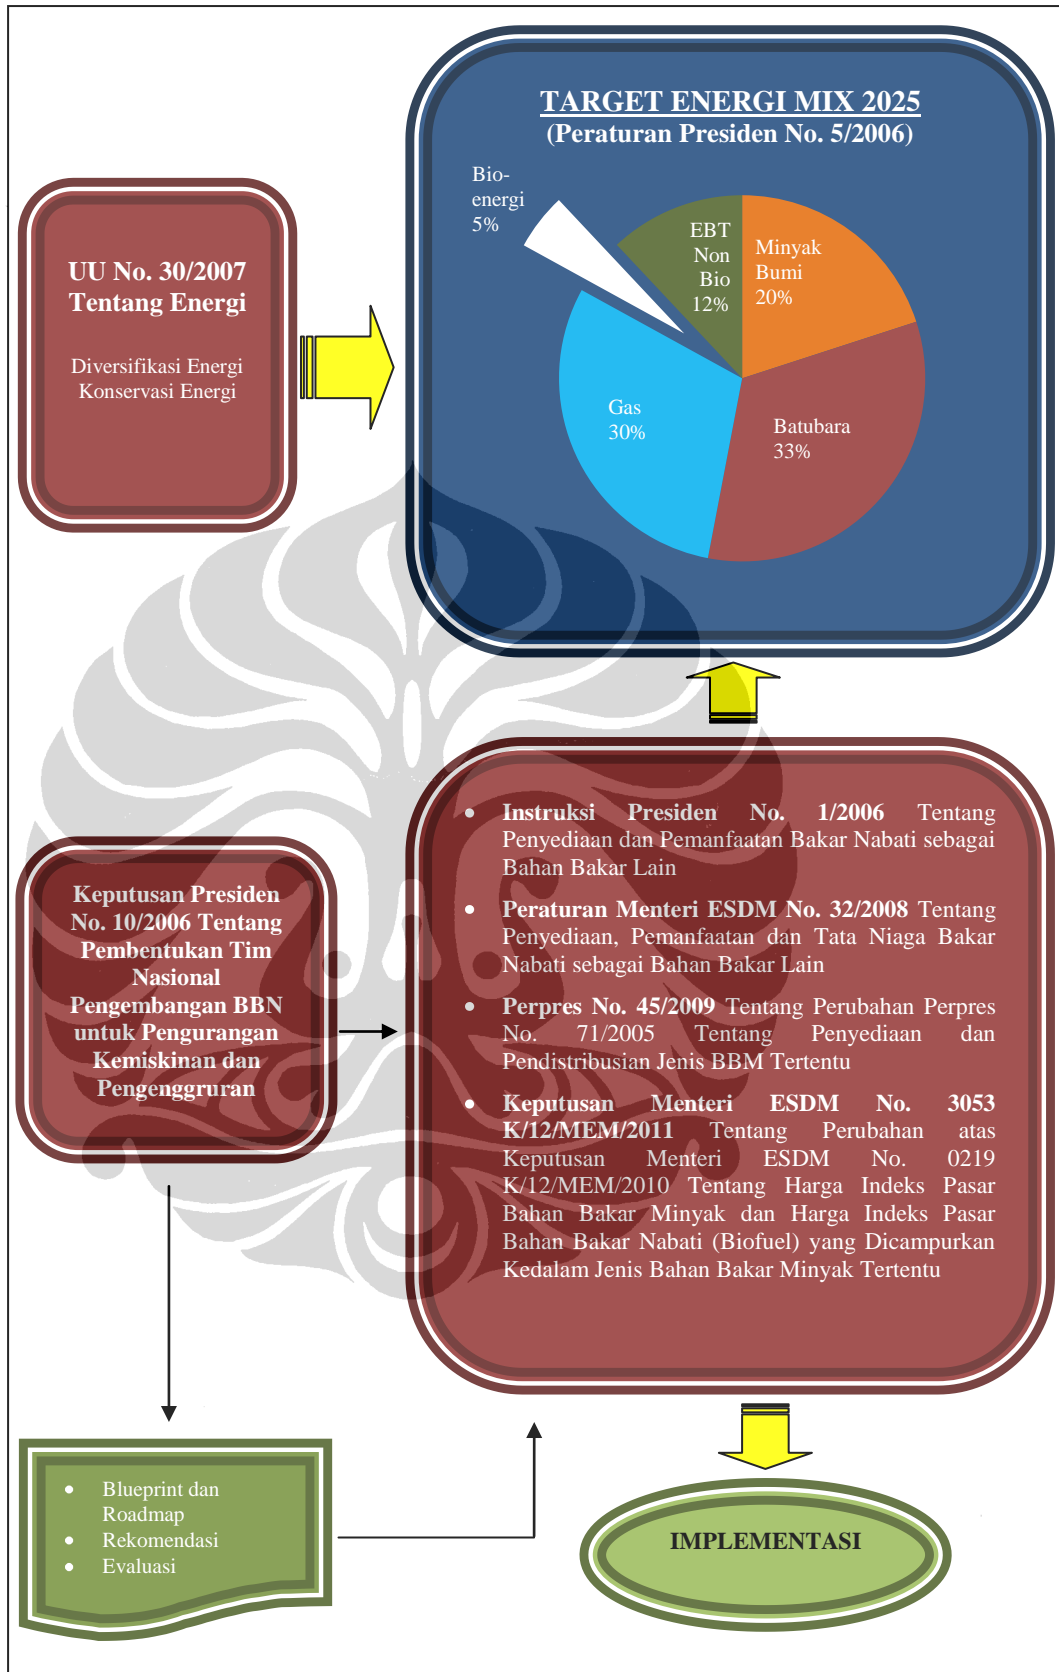 TARGET ENERGI MIX 2025
(Peraturan Presiden No. 5/2006)
Bio-
energi
5%
EBT
Non
Bio
12%
Minyak
Bumi
20%
Gas
30%
Batubara
33%
UU No. 30/2007
Tentang Energi
Diversifikasi Energi
Konservasi Energi
• Instruksi Presiden No. 1/2006 Tentang
Penyediaan dan Pemanfaatan Bakar Nabati sebagai
Bahan Bakar Lain
• Peraturan Menteri ESDM No. 32/2008 Tentang
Penyediaan, Pemanfaatan dan Tata Niaga Bakar
Nabati sebagai Bahan Bakar Lain
• Perpres No. 45/2009 Tentang Perubahan Perpres
No. 71/2005 Tentang Penyediaan dan
Pendistribusian Jenis BBM Tertentu
• Keputusan Menteri ESDM No. 3053
K/12/MEM/2011 Tentang Perubahan atas
Keputusan Menteri ESDM No. 0219
K/12/MEM/2010 Tentang Harga Indeks Pasar
Bahan Bakar Minyak dan Harga Indeks Pasar
Bahan Bakar Nabati (Biofuel) yang Dicampurkan
Kedalam Jenis Bahan Bakar Minyak Tertentu
Keputusan Presiden
No. 10/2006 Tentang
Pembentukan Tim
Nasional
Pengembangan BBN
untuk Pengurangan
Kemiskinan dan
Pengenggruran
• Blueprint dan
Roadmap
• Rekomendasi
• Evaluasi
IMPLEMENTASI